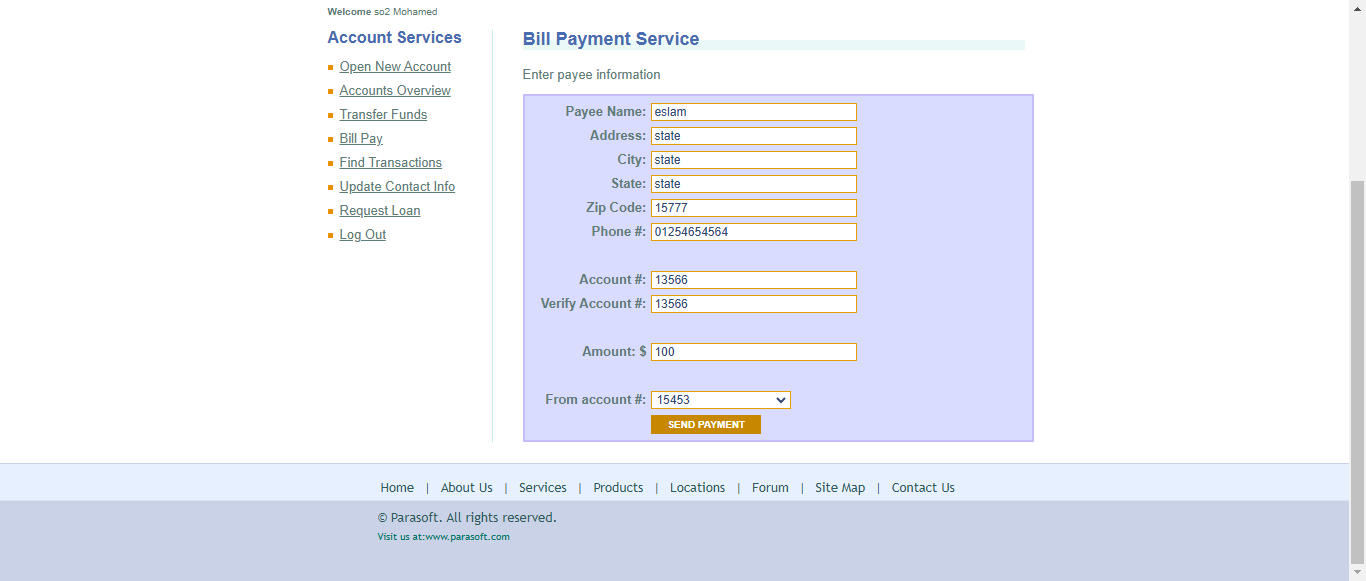 Welcome so2 Mohamed
Account Services
Open New Account
Accounts Overview
Transfer Funds
Bill Pay
Find Transactions
Update Contact Info
Request Loan
Log Out
Bill Payment Service
Enter payee information
Payee Name: eslam
Address: state
City: state
State: state
Zip Code: 15777
Phone #: 01254654564
Account #: 13566
Verify Account #: 13566
Amount: $ 100
From account #: 15453
SEND PAYMENT
Home | About Us | Services | Products | Locations | Forum | Site Map | Contact Us
© Parasoft. All rights reserved.
Visit us at:www.parasoft.com